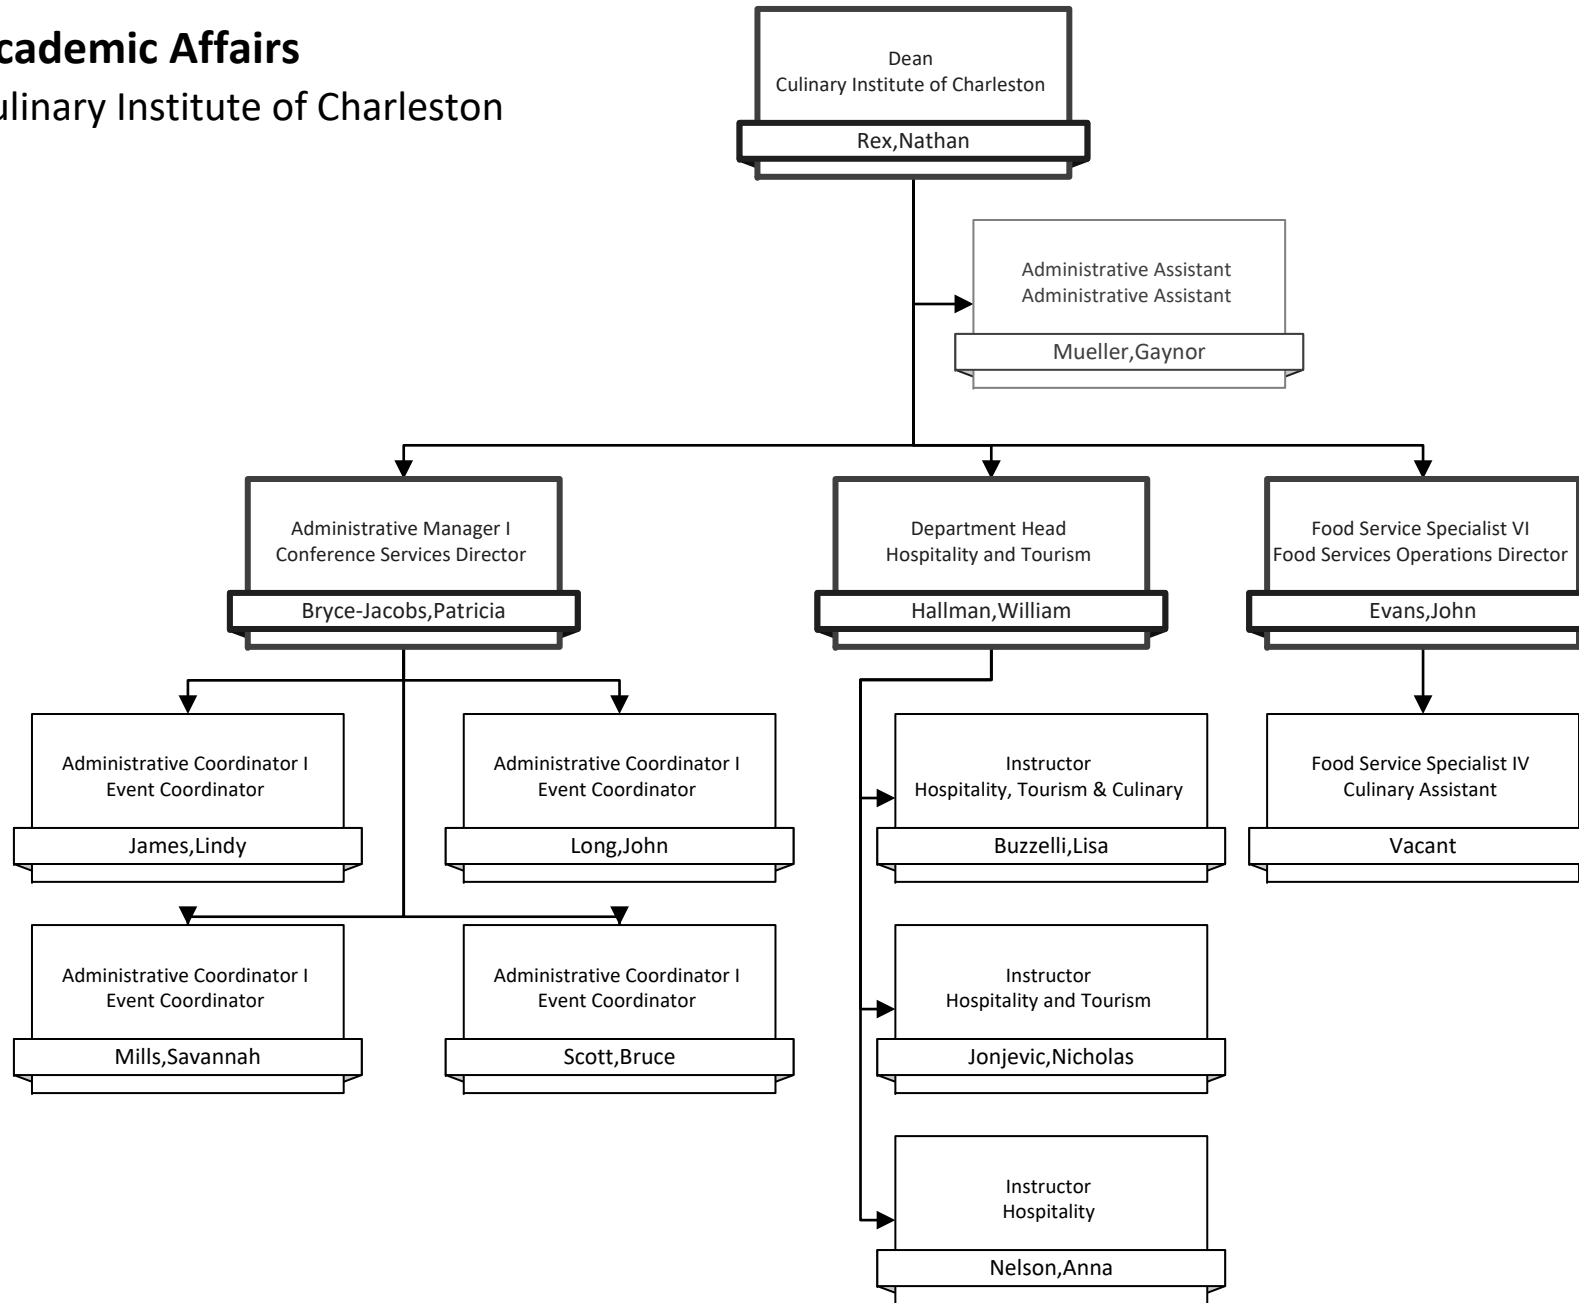 cademic Affairs
ulinary Institute of Charleston
Dean
Culinary Institute of Charleston
Rex,Nathan
Administrative Assistant
Administrative Assistant
Mueller,Gaynor
Administrative Manager I
Conference Services Director
Bryce-Jacobs,Patricia
Department Head
Hospitality and Tourism
Hallman,William
Food Service Specialist VI
Food Services Operations Director
Evans,John
Administrative Coordinator I
Event Coordinator
James,Lindy
Administrative Coordinator I
Event Coordinator
Long,John
Instructor
Hospitality, Tourism & Culinary
Buzzelli,Lisa
Food Service Specialist IV
Culinary Assistant
Vacant
Administrative Coordinator I
Event Coordinator
Mills,Savannah
Administrative Coordinator I
Event Coordinator
Scott,Bruce
Instructor
Hospitality and Tourism
Jonjevic,Nicholas
Instructor
Hospitality
Nelson,Anna